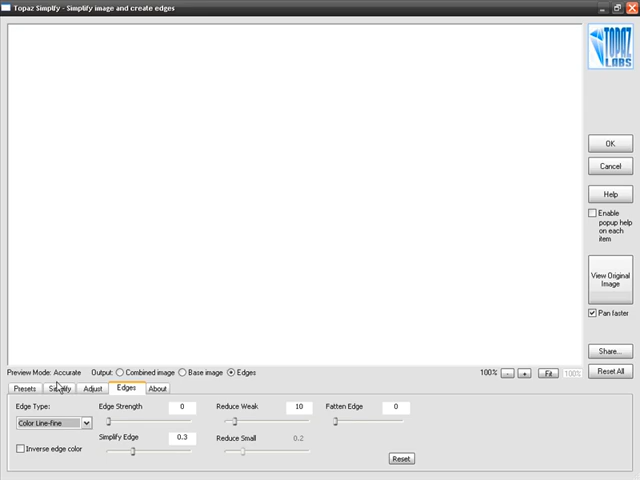 Topaz Simplify - Simplify image and create edges
TOPAZ
LABS
OK
Cancel
Help
Enable
popup help
on each
item
View Original
Image
Pan faster
Share...
Reset All
Preview Mode: Accurate Output: Combined image Base image Edges 100% - + Fit 100%
Presets Simplify Adjust Edges About
Edge Type: Edge Strength 0 Reduce Weak 10 Fatten Edge 0
Color Line-fine
Simplify Edge 0.3 Reduce Small 0.2
Inverse edge color
Reset